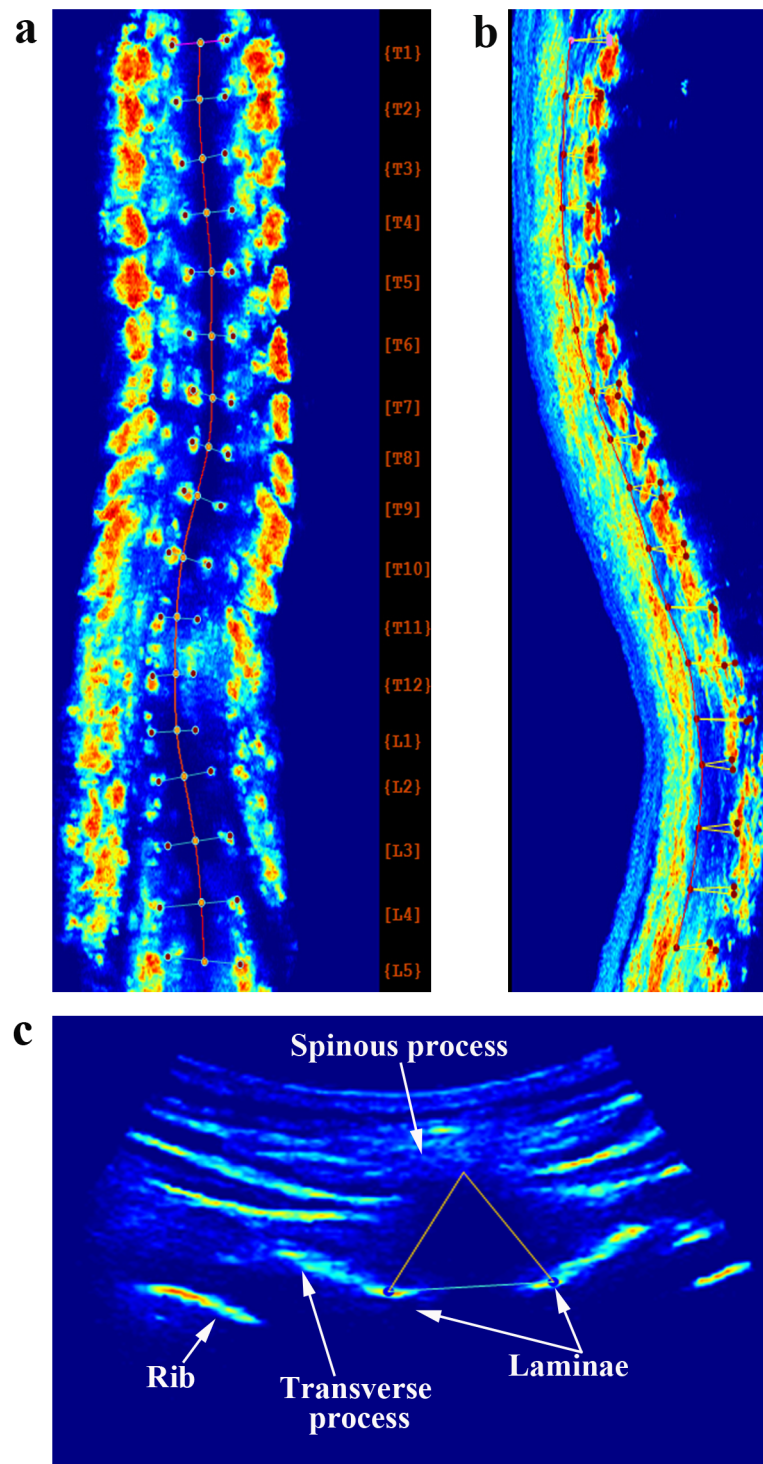 a
b
{T1}
{T2}
{T3}
[T4]
[T5]
[T6]
[T7]
[T8]
[T9]
[T10]
{T11}
{T12}
{L1}
{L2}
[L3]
[L4]
{L5}
c
Spinous process
Rib
Transverse
process
Laminae